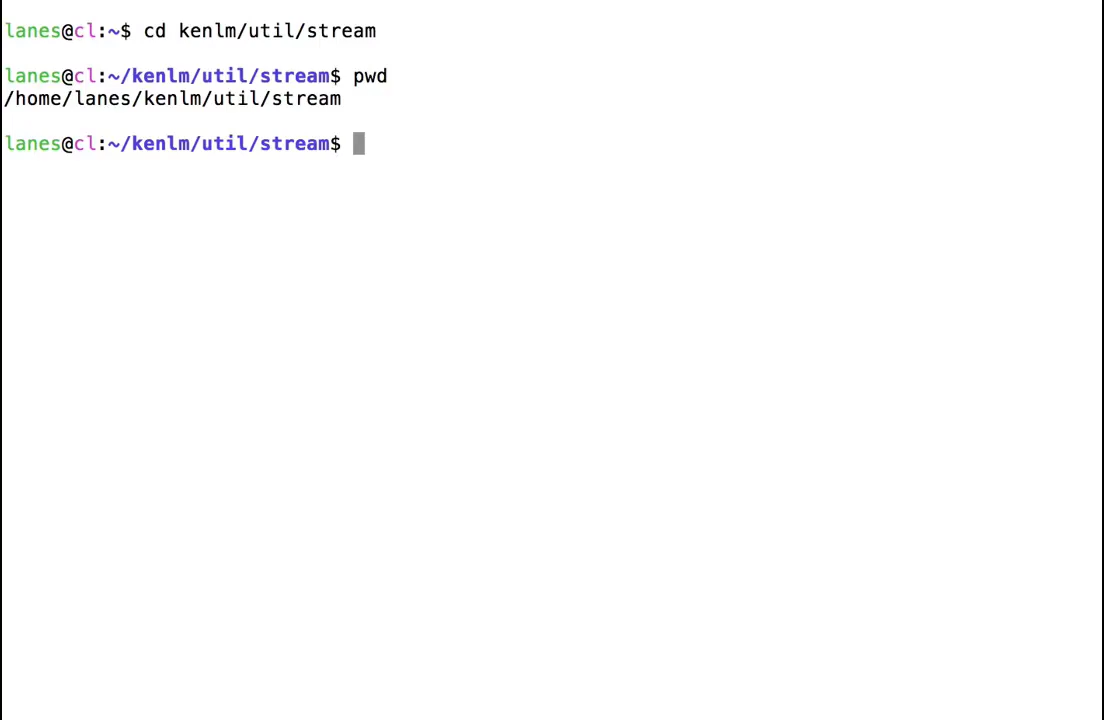 lanes@cl:~$ cd kenlm/util/stream
lanes@cl:~/kenlm/util/stream$ pwd
/home/lanes/kenlm/util/stream
lanes@cl:~/kenlm/util/stream$